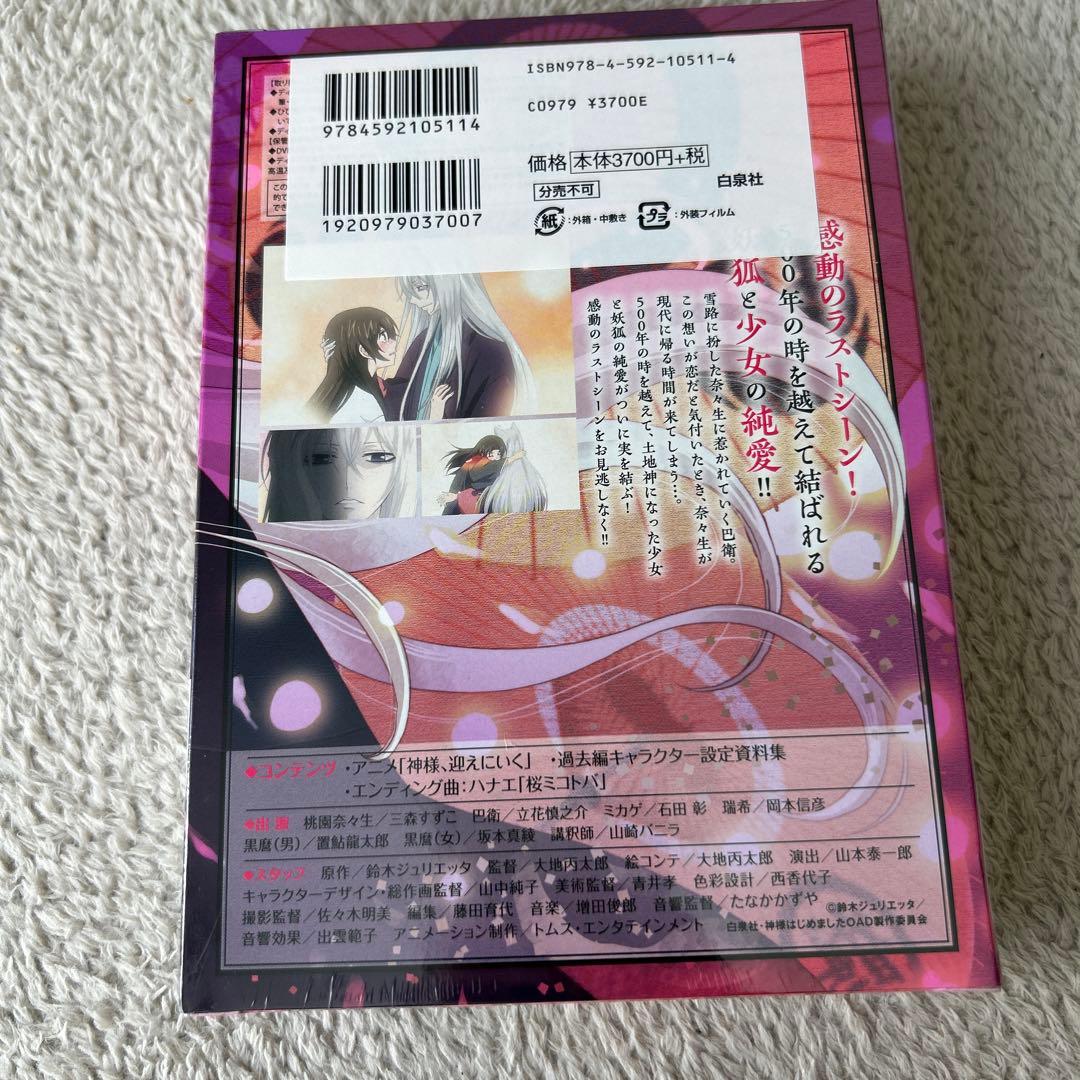 ISBN978-4-592-10511-4
C0979 ¥3700E
9784592105114
価格 本体3700円+税
分売不可
白泉社
1920979037007
紙 :外箱・中敷き プラ :外装フィルム
【取り
◆ディ
◆ひび
◆ディ
【保管
◆DV
◆ディ
高温
この
的で
でき
感動のラストシーン!
00年の時を越えて結ばれる
狐と少女の純愛!!
雪路に扮した奈々生に惹かれていく巴衛。
この想いが恋だと気付いたとき、奈々生が
現代に帰る時間が来てしまう…。
500年の時を越えて、土地神になった少女
と妖狐の純愛がついに実を結ぶ!
感動のラストシーンをお見逃しなく!!
◆コンテンツ ・アニメ「神様、迎えにいく」 ・過去編キャラクター設定資料集
・エンディング曲:ハナエ「桜ミコトバ」
◆出演 桃園奈々生/三森すずこ 巴衛/立花慎之介 ミカゲ/石田 彰 瑞希/岡本信彦
黒麿(男)/置鮎龍太郎 黒麿(女)/坂本真綾 講釈師/山崎バニラ
◆スタッフ 原作/鈴木ジュリエッタ 監督/大地丙太郎 絵コンテ/大地丙太郎 演出/山本泰一郎
キャラクターデザイン・総作画監督/山中純子 美術監督/青井孝 色彩設計/西香代子
撮影監督/佐々木明美 編集/藤田育代 音楽/増田俊郎 音響監督/たなかかずや
音響効果/出雲範子 アニメーション制作/トムス・エンタテインメント
©鈴木ジュリエッタ/
白泉社・神様はじめましたOAD製作委員会